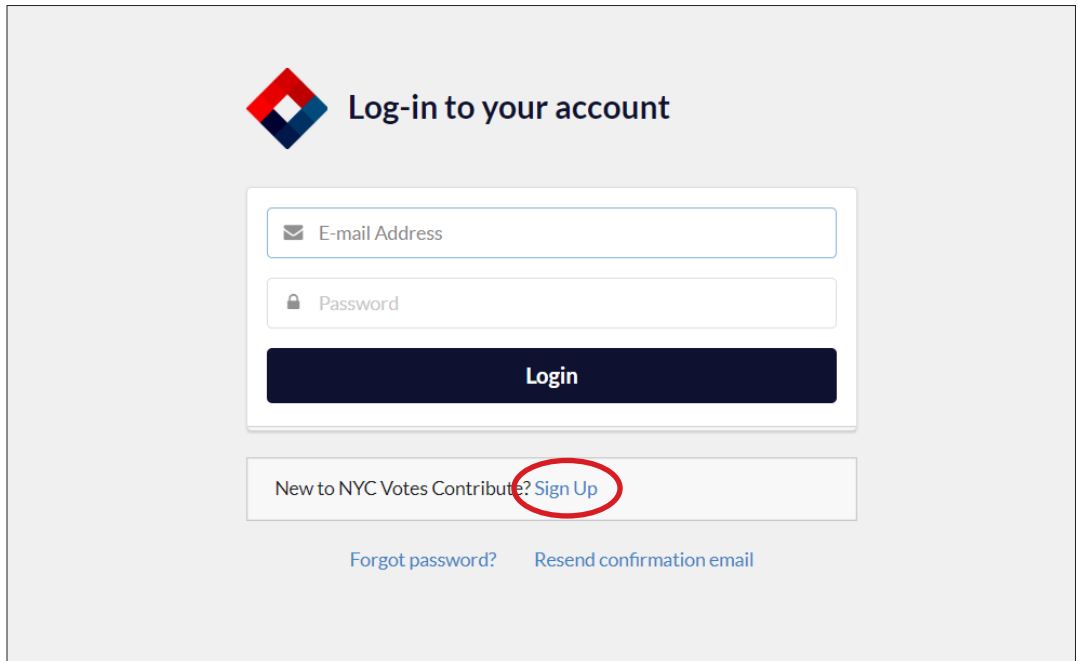 Log-in to your account
E-mail Address
Password
Login
New to NYC Votes Contribute? Sign Up
Forgot password? Resend confirmation email